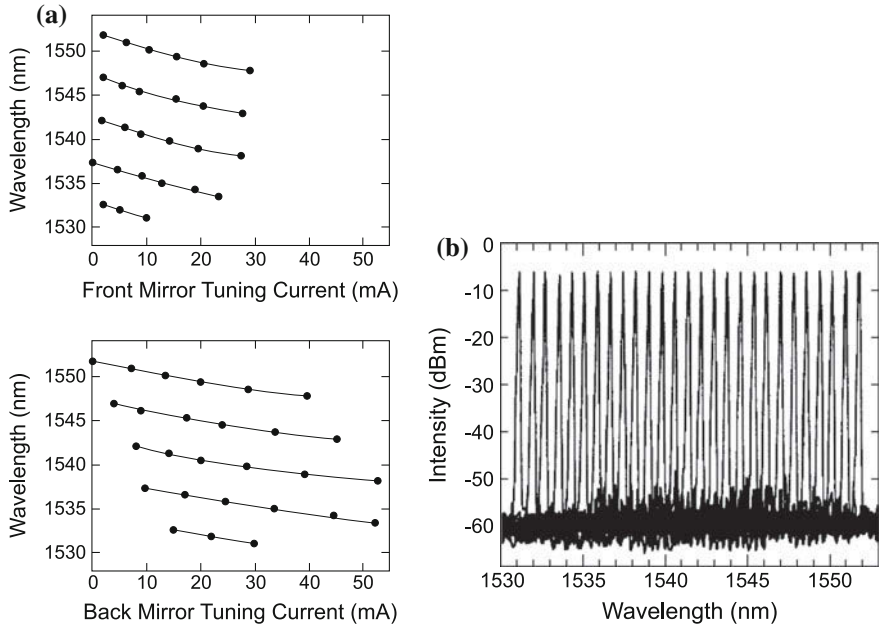 (a)
Wavelength (nm)
1550
1545
1540
1535
1530
0 10 20 30 40 50
Front Mirror Tuning Current (mA)
Wavelength (nm)
1550
1545
1540
1535
1530
0 10 20 30 40 50
Back Mirror Tuning Current (mA)
(b)
Intensity (dBm)
0
-10
-20
-30
-40
-50
-60
1530 1535 1540 1545 1550
Wavelength (nm)